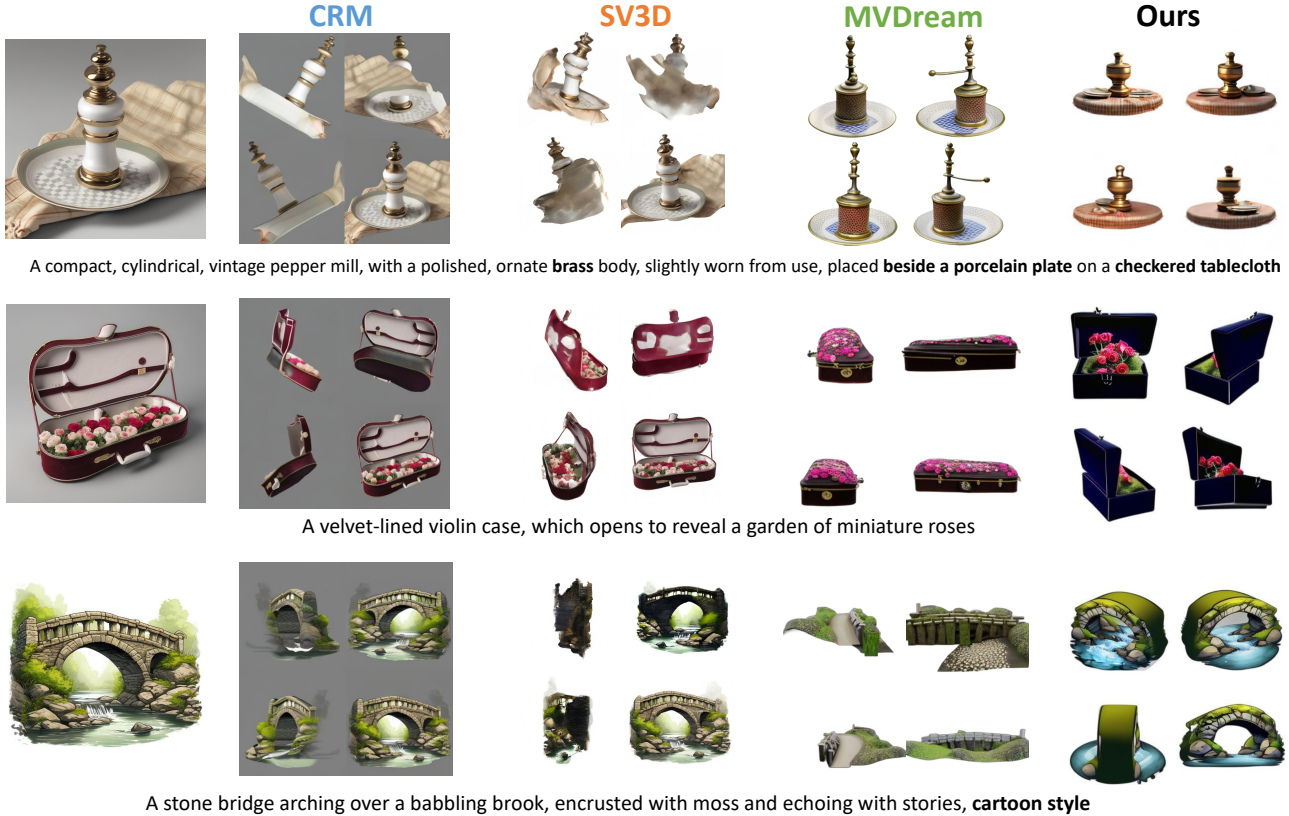 CRM SV3D MVDream Ours
A compact, cylindrical, vintage pepper mill, with a polished, ornate brass body, slightly worn from use, placed beside a porcelain plate on a checkered tablecloth
A velvet-lined violin case, which opens to reveal a garden of miniature roses
A stone bridge arching over a babbling brook, encrusted with moss and echoing with stories, cartoon style